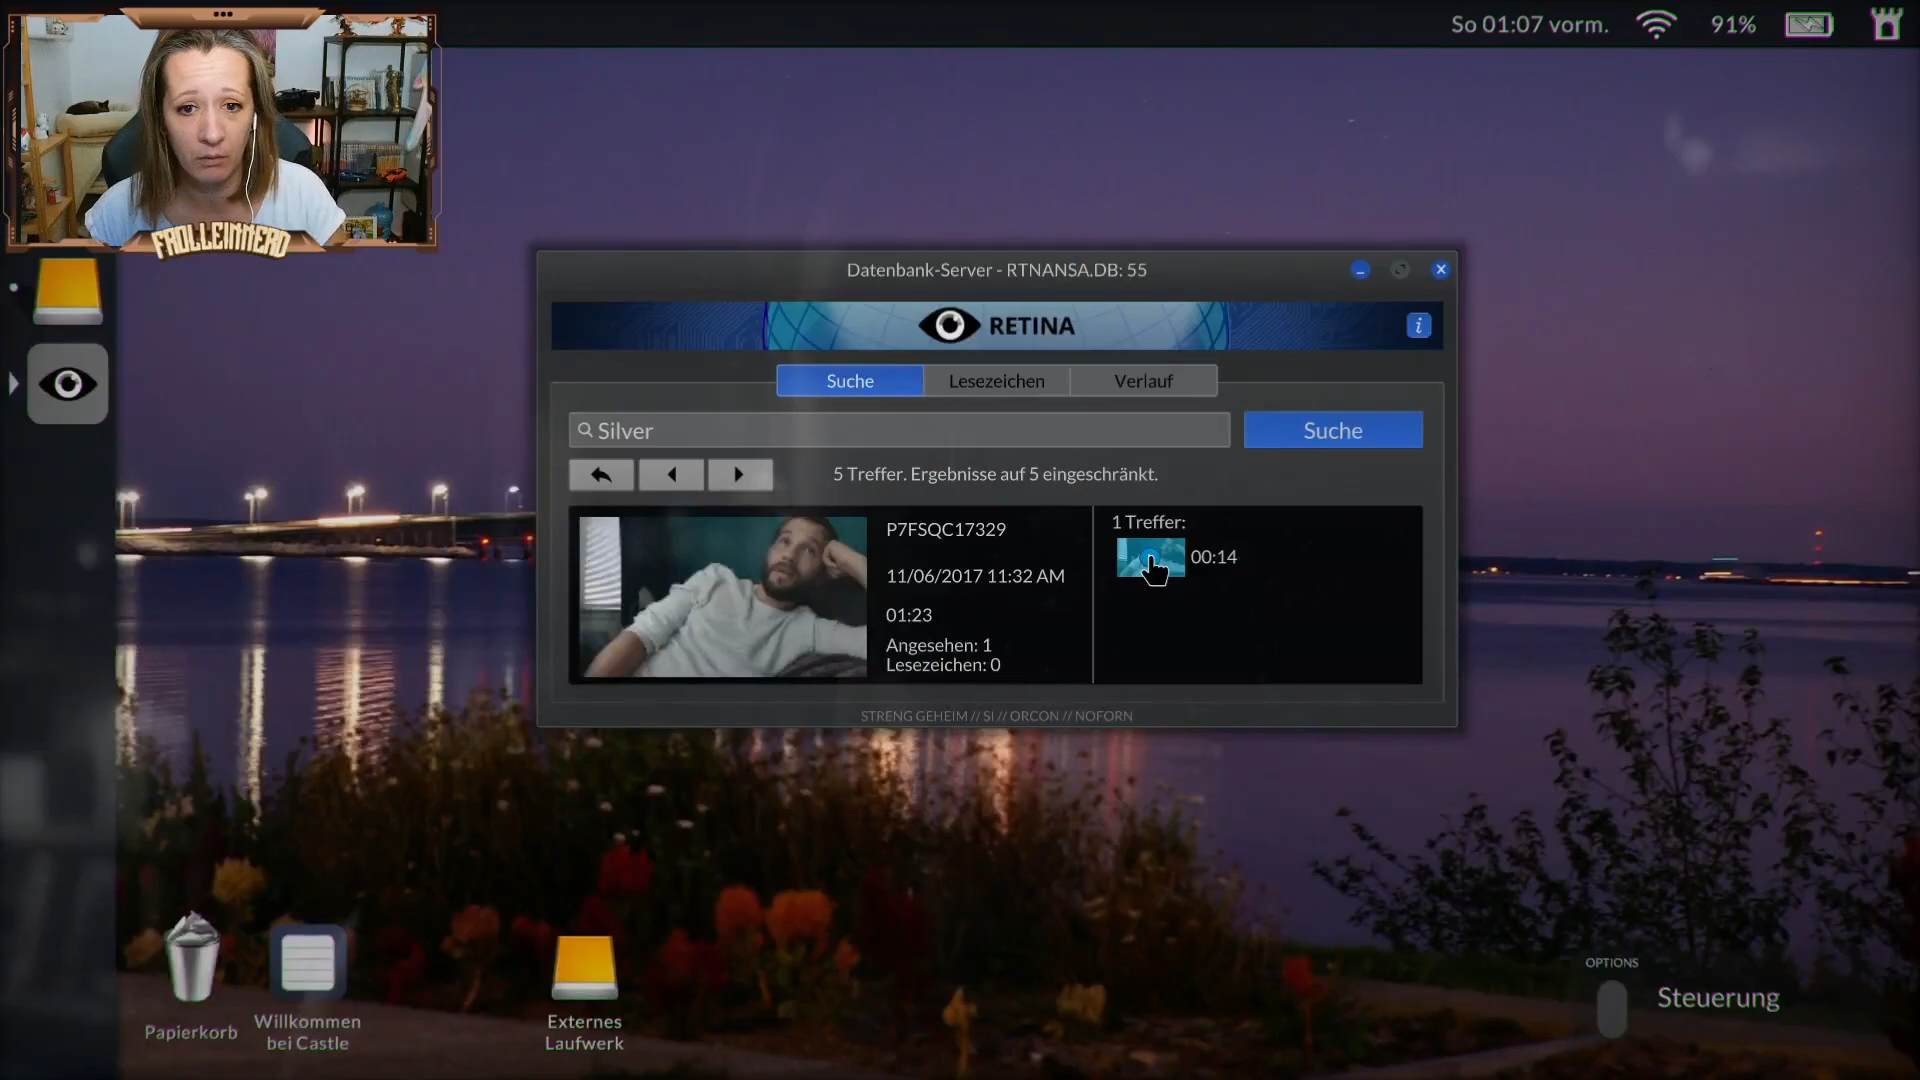 So 01:07 vorm.
91%
FROLLEINNERD
Datenbank-Server - RTNANSA.DB: 55
RETINA
i
Suche
Lesezeichen
Verlauf
Silver
Suche
5 Treffer. Ergebnisse auf 5 eingeschränkt.
P7FSQC17329
11/06/2017 11:32 AM
01:23
Angesehen: 1
Lesezeichen: 0
1 Treffer:
00:14
STRENG GEHEIM // SI // ORCON // NOFORN
Papierkorb
Willkommen
bei Castle
Externes
Laufwerk
OPTIONS
Steuerung